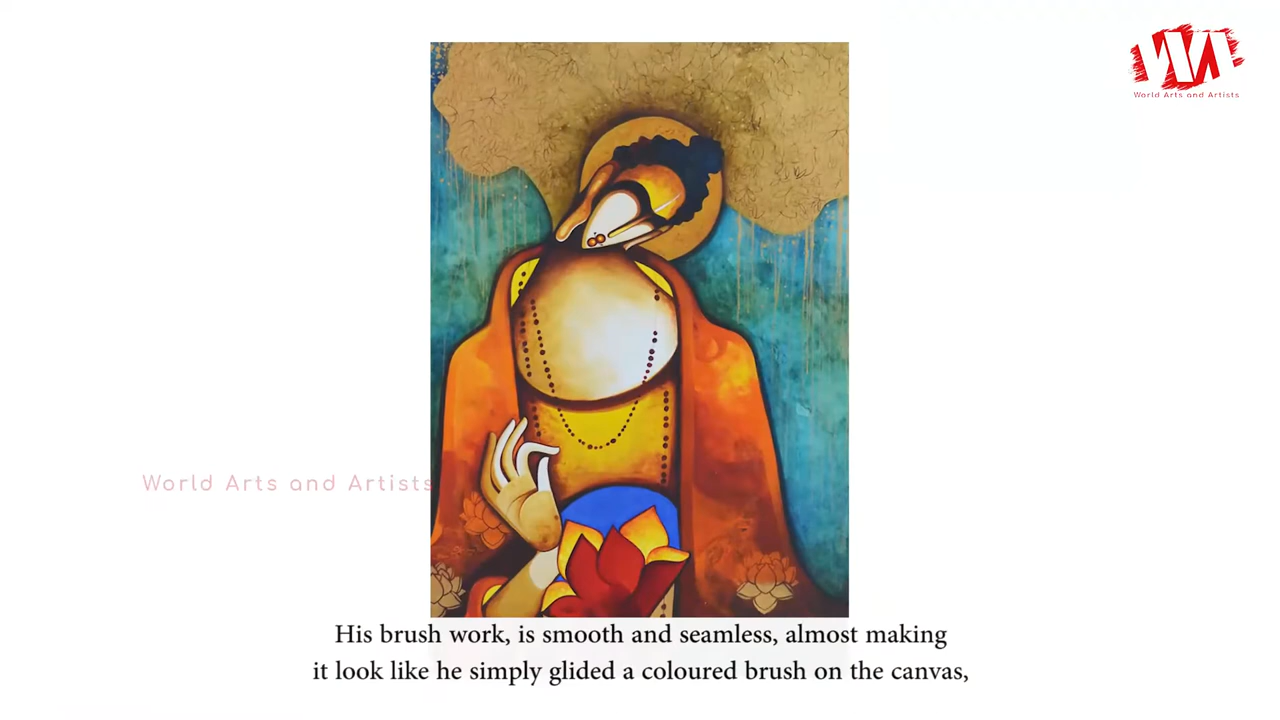 World Arts and Artists
World Arts and Artists
His brush work, is smooth and seamless, almost making
it look like he simply glided a coloured brush on the canvas,